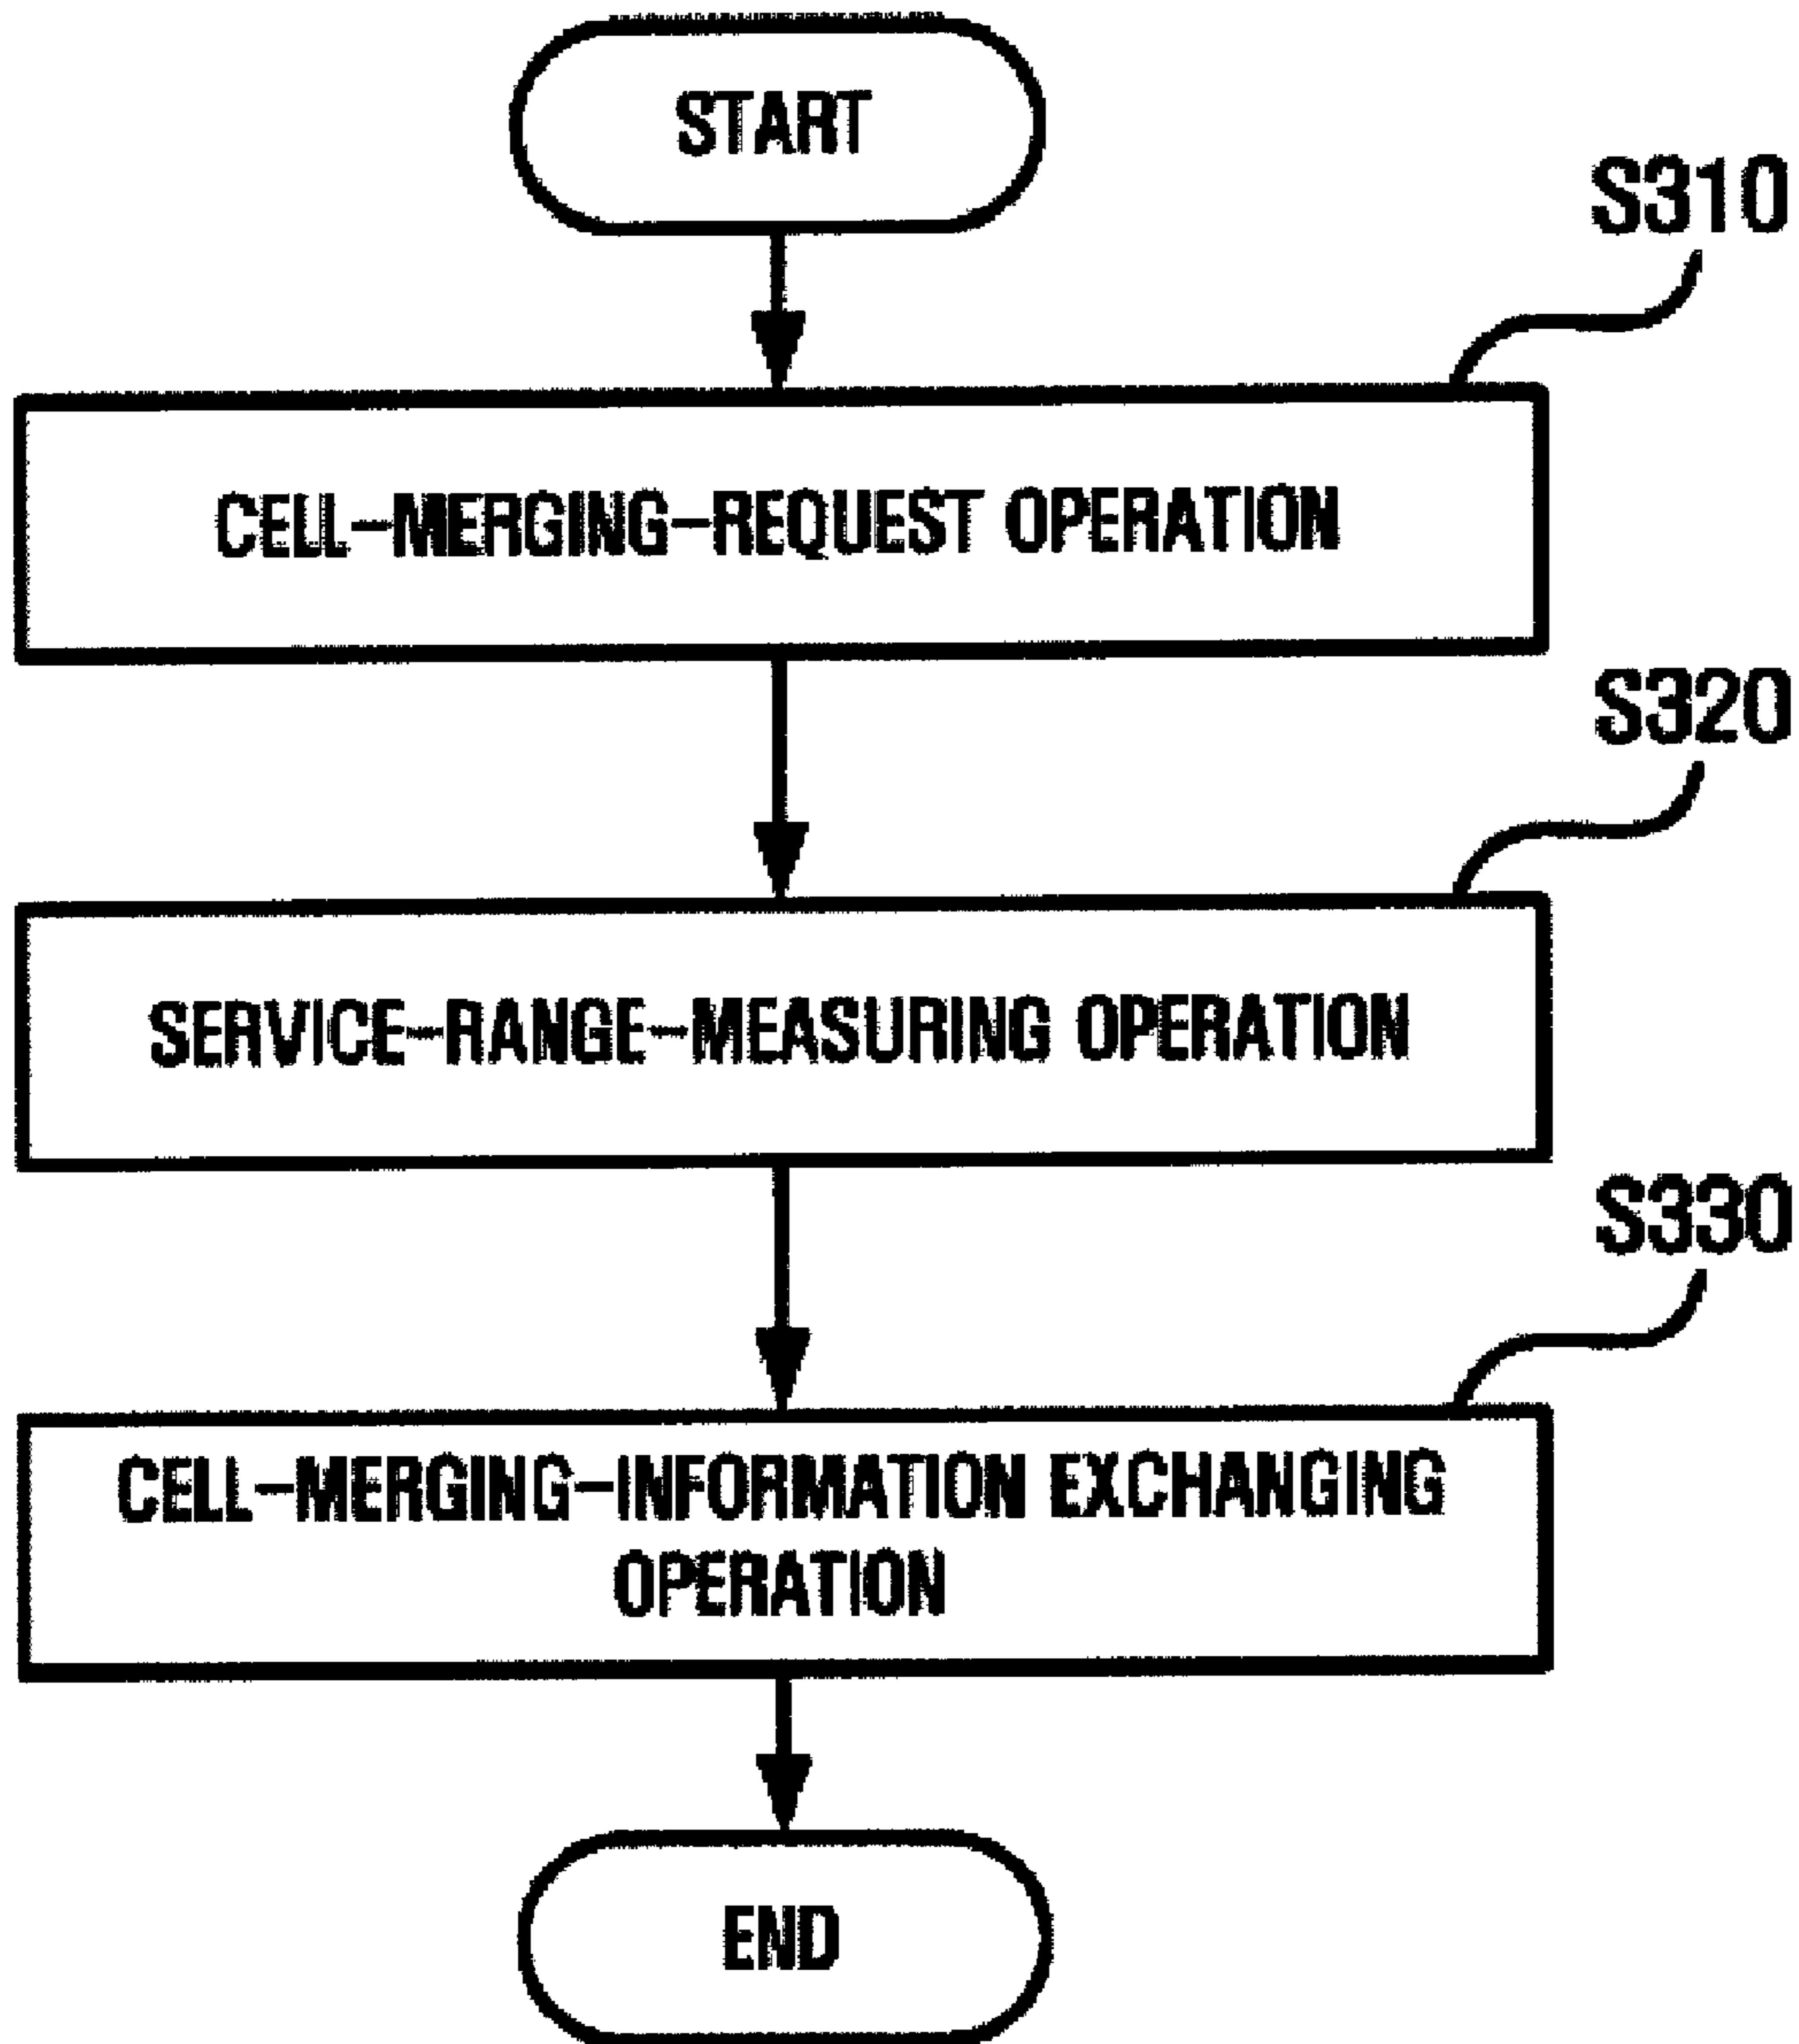 START
S310
CELL-MERGING-REQUEST OPERATION
S320
SERVICE-RANGE-MEASURING OPERATION
S330
CELL-MERGING-INFORMATION EXCHANGING
OPERATION
END